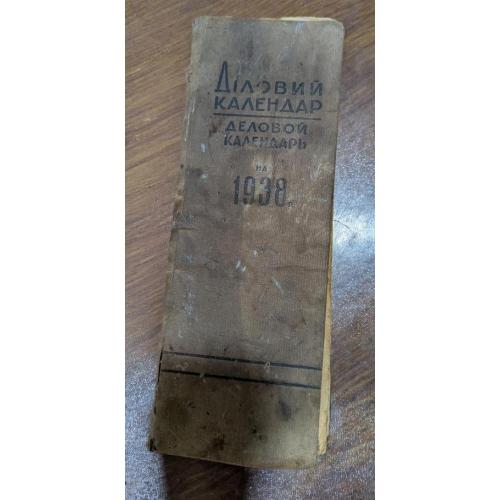 ДІЛОВИЙ
КАЛЕНДАР
ДЕЛОВОЙ
КАЛЕНДАРЬ
НА
1938.